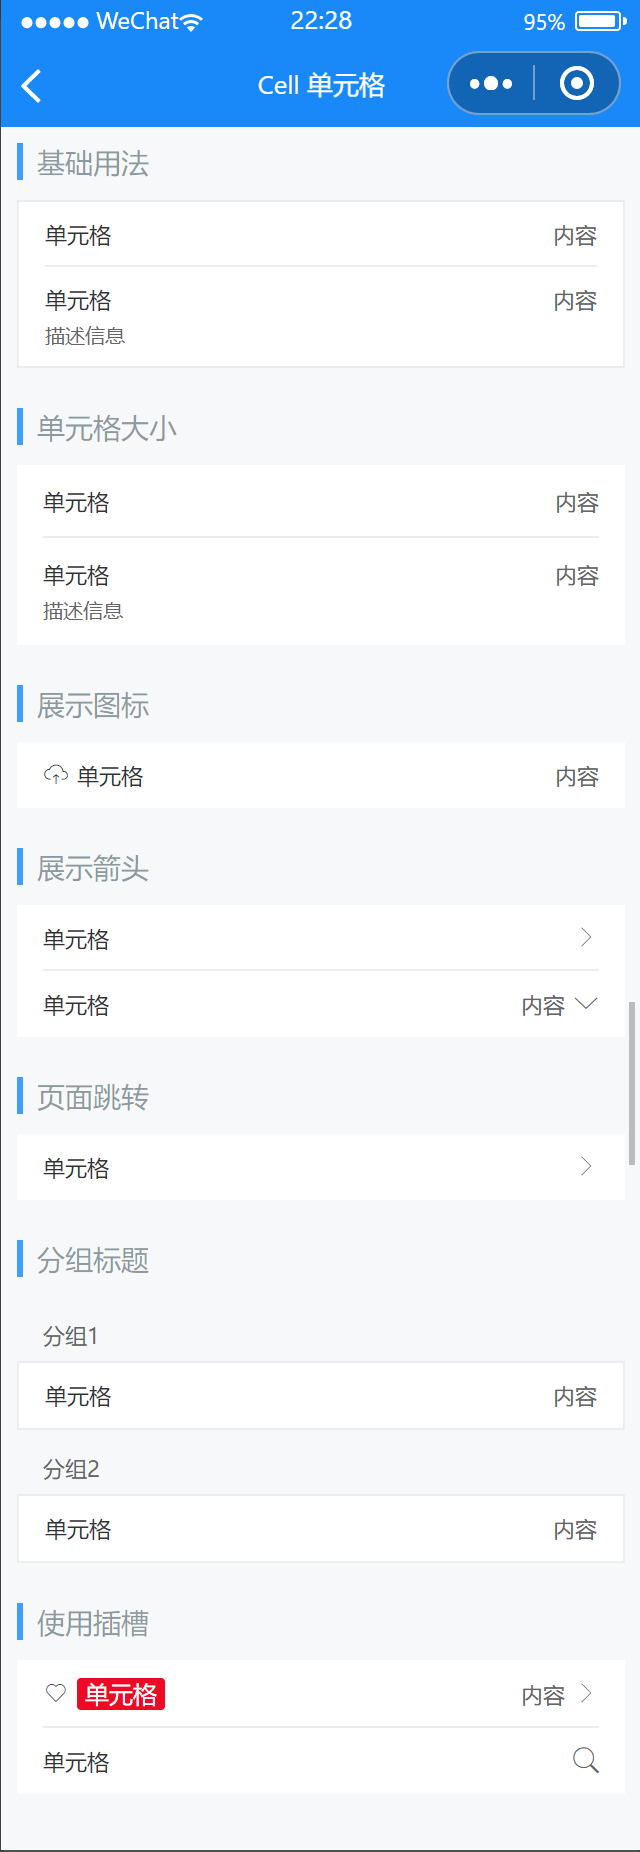 WeChat 22:28 95%
Cell 单元格
基础用法
单元格 内容
单元格 内容
描述信息
单元格大小
单元格 内容
单元格 内容
描述信息
展示图标
单元格 内容
展示箭头
单元格
单元格 内容
页面跳转
单元格
分组标题
分组1
单元格 内容
分组2
单元格 内容
使用插槽
单元格 内容
单元格